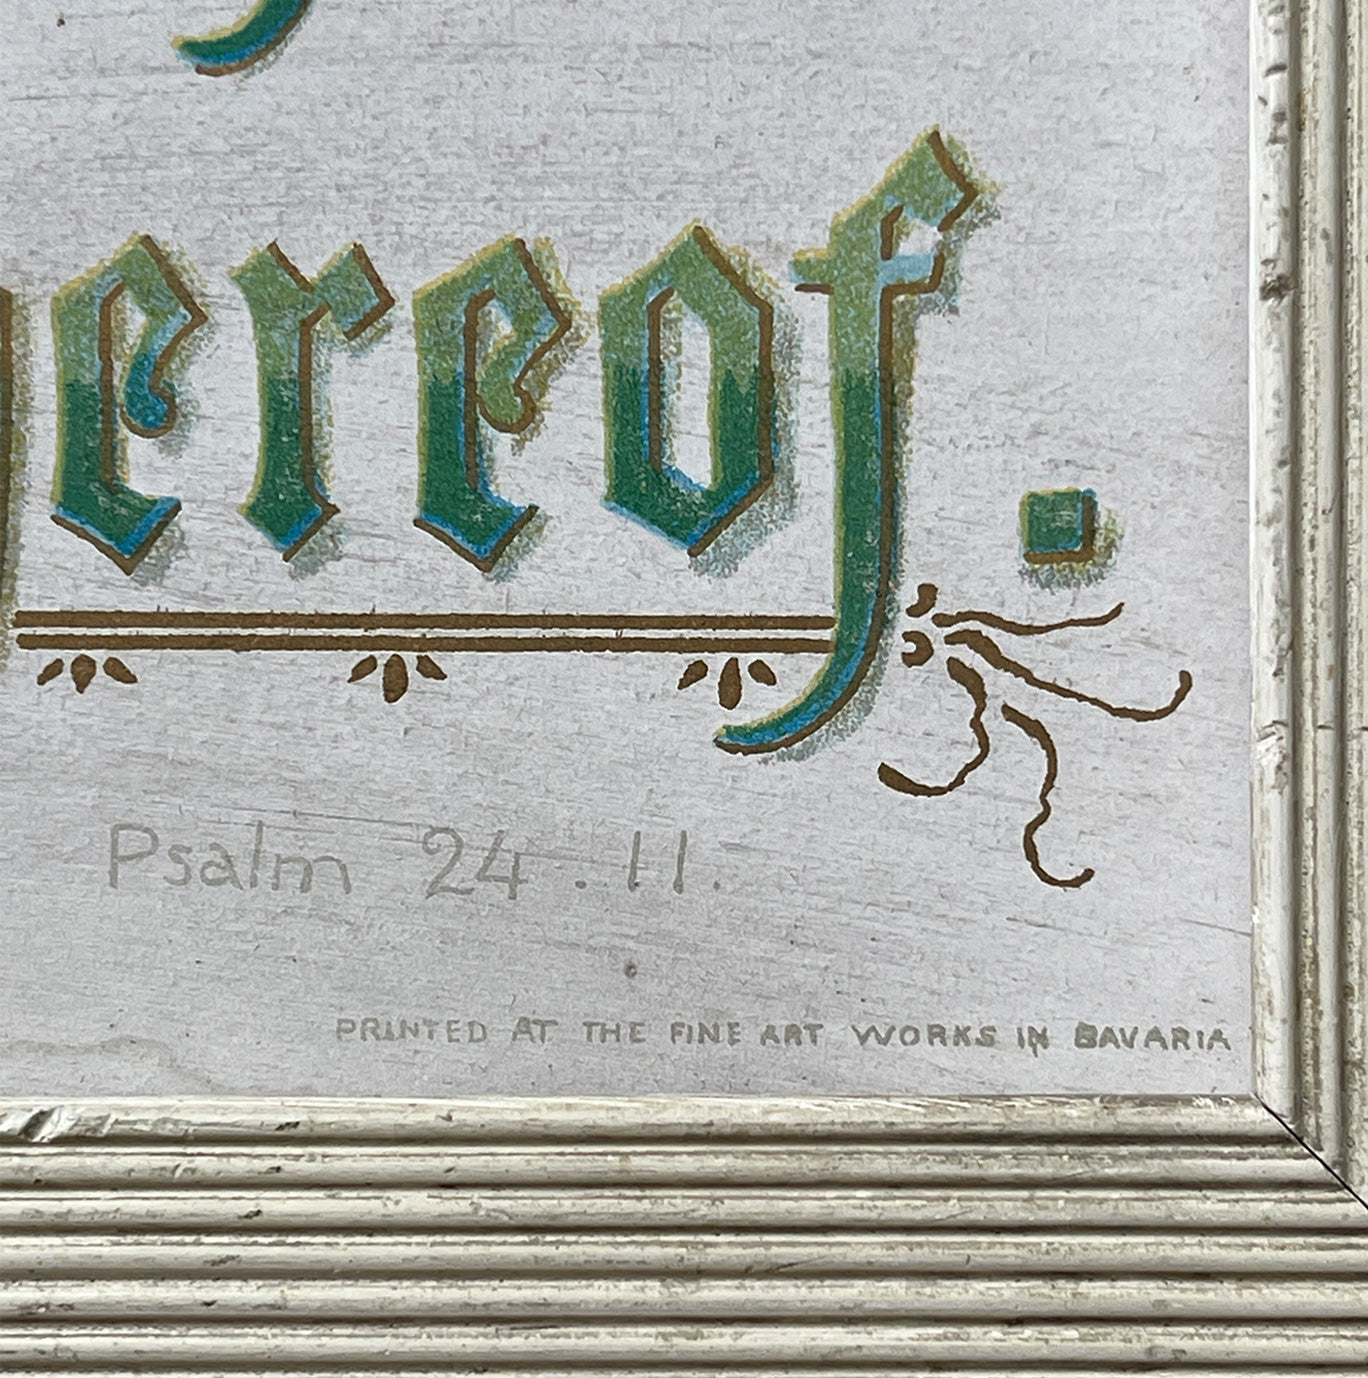 ereof.
Psalm 24.11.
PRINTED AT THE FINE ART WORKS IN BAVARIA